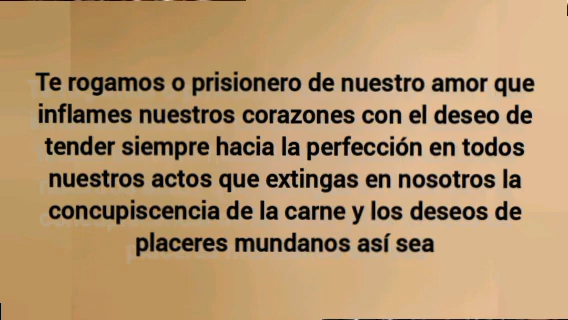 Te rogamos o prisionero de nuestro amor que
inflames nuestros corazones con el deseo de
tender siempre hacia la perfección en todos
nuestros actos que extingas en nosotros la
concupiscencia de la carne y los deseos de
placeres mundanos así sea